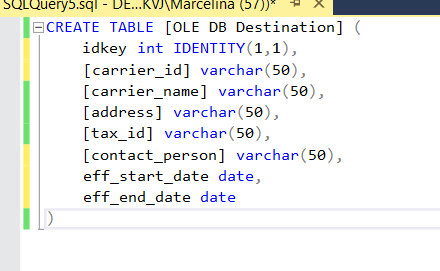 SQLQuery5.sql - DE...KVJ\Marcelina (57))*
CREATE TABLE [OLE DB Destination] (
idkey int IDENTITY(1,1),
[carrier_id] varchar(50),
[carrier_name] varchar(50),
[address] varchar(50),
[tax_id] varchar(50),
[contact_person] varchar(50),
eff_start_date date,
eff_end_date date
)